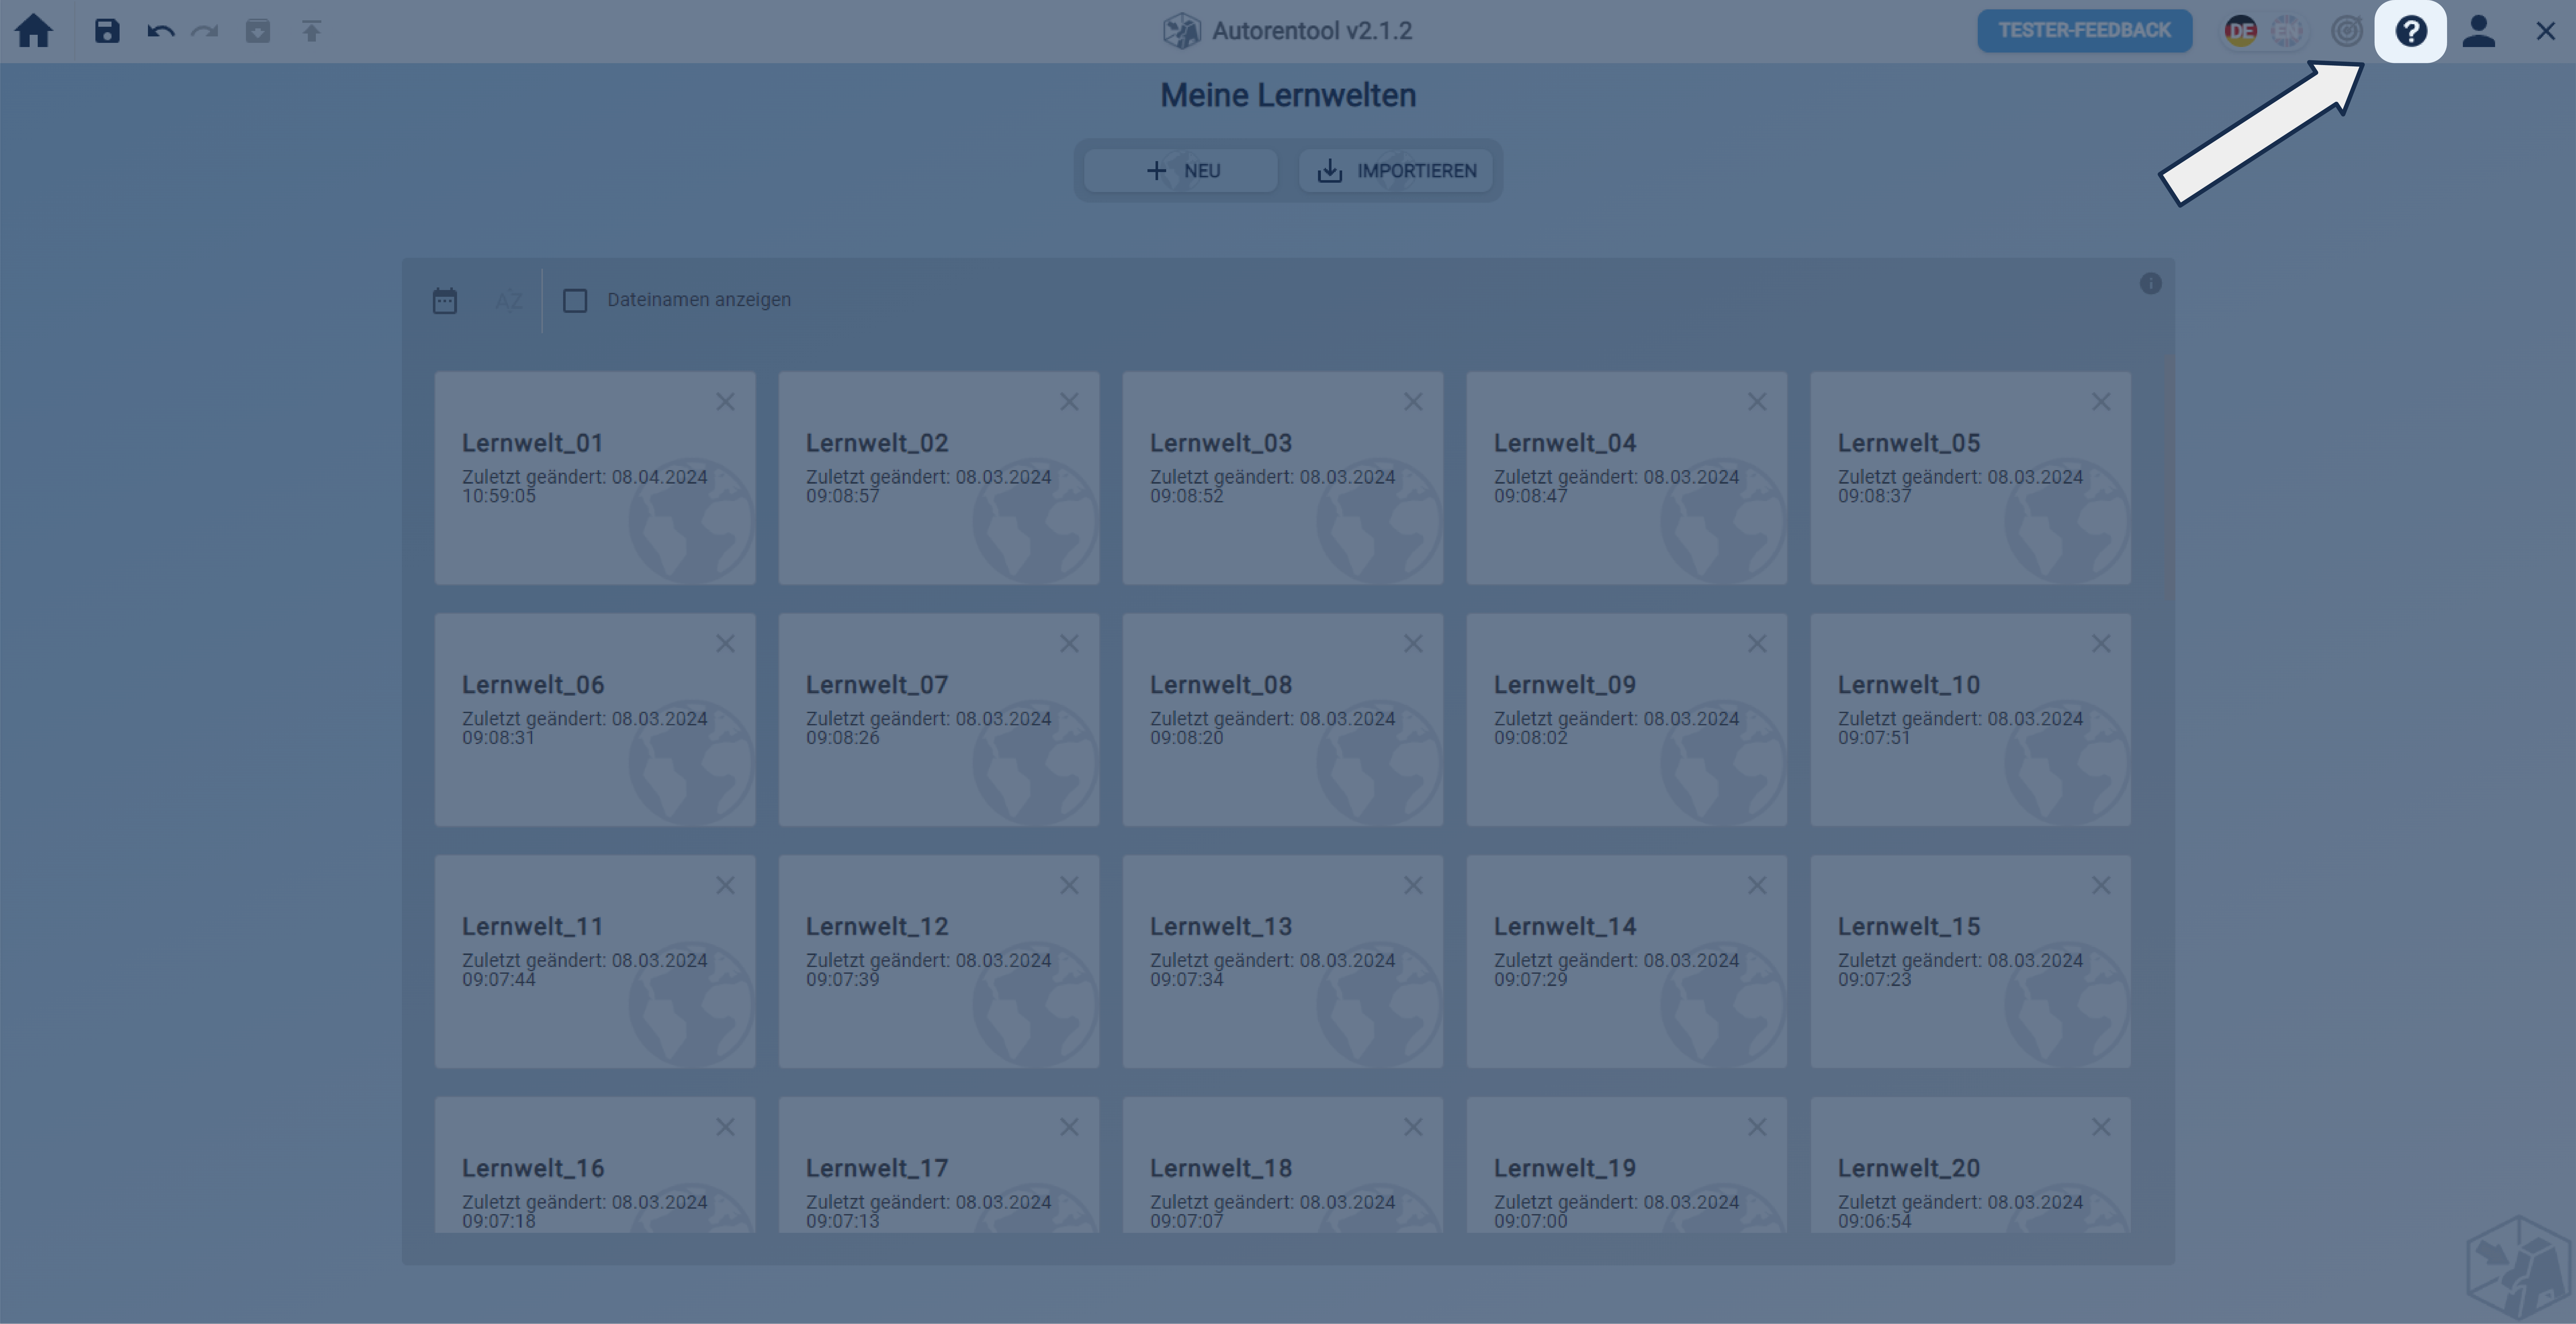 Autorentool v2.1.2
TESTER-FEEDBACK
DE
EN
?
Meine Lernwelten
NEU
IMPORTIEREN
AZ
Dateinamen anzeigen
i
Lernwelt_01
Zuletzt geändert: 08.04.2024
10:59:05
Lernwelt_02
Zuletzt geändert: 08.03.2024
09:08:57
Lernwelt_03
Zuletzt geändert: 08.03.2024
09:08:52
Lernwelt_04
Zuletzt geändert: 08.03.2024
09:08:47
Lernwelt_05
Zuletzt geändert: 08.03.2024
09:08:37
Lernwelt_06
Zuletzt geändert: 08.03.2024
09:08:31
Lernwelt_07
Zuletzt geändert: 08.03.2024
09:08:26
Lernwelt_08
Zuletzt geändert: 08.03.2024
09:08:20
Lernwelt_09
Zuletzt geändert: 08.03.2024
09:08:02
Lernwelt_10
Zuletzt geändert: 08.03.2024
09:07:51
Lernwelt_11
Zuletzt geändert: 08.03.2024
09:07:44
Lernwelt_12
Zuletzt geändert: 08.03.2024
09:07:39
Lernwelt_13
Zuletzt geändert: 08.03.2024
09:07:34
Lernwelt_14
Zuletzt geändert: 08.03.2024
09:07:29
Lernwelt_15
Zuletzt geändert: 08.03.2024
09:07:23
Lernwelt_16
Zuletzt geändert: 08.03.2024
09:07:18
Lernwelt_17
Zuletzt geändert: 08.03.2024
09:07:13
Lernwelt_18
Zuletzt geändert: 08.03.2024
09:07:07
Lernwelt_19
Zuletzt geändert: 08.03.2024
09:07:00
Lernwelt_20
Zuletzt geändert: 08.03.2024
09:06:54